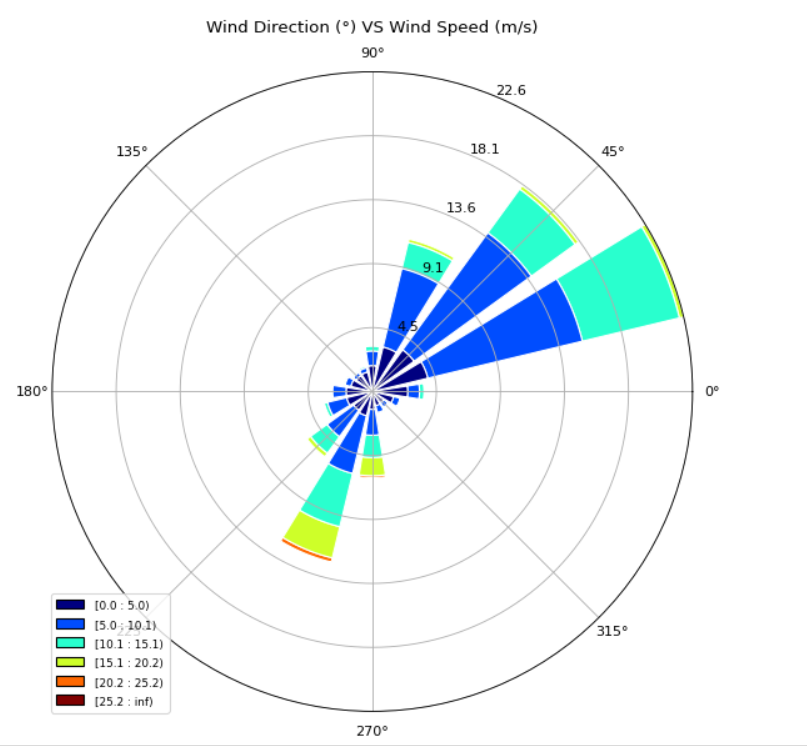 Wind Direction (°) VS Wind Speed (m/s)
90°
22.6
135°
18.1
45°
13.6
9.1
4.5
180°
0°
[0.0 : 5.0)
[5.0 : 10.1)
225°
315°
[10.1 : 15.1)
[15.1 : 20.2)
[20.2 : 25.2)
[25.2 : inf)
270°